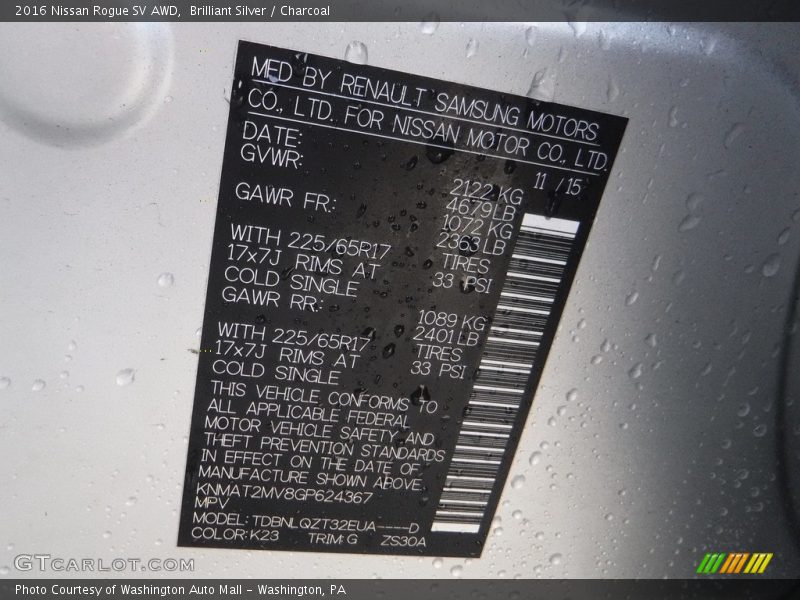 2016 Nissan Rogue SV AWD,  Brilliant Silver / Charcoal
MFD BY RENAULT SAMSUNG MOTORS
CO., LTD. FOR NISSAN MOTOR CO., LTD.
DATE: 11 /15
GVWR: 2122 KG
4679LB
GAWR FR: 1072 KG
2363 LB
WITH 225/65R17 TIRES
17x7J RIMS AT 33 PSI
COLD SINGLE
GAWR RR: 1089 KG
2401 LB
WITH 225/65R17 TIRES
17x7J RIMS AT 33 PSI
COLD SINGLE
THIS VEHICLE CONFORMS TO
ALL APPLICABLE FEDERAL
MOTOR VEHICLE SAFETY AND
THEFT PREVENTION STANDARDS
IN EFFECT ON THE DATE OF
MANUFACTURE SHOWN ABOVE.
KNMAT2MV8GP624367
MPV
MODEL: TDBNLQZT32EUA----D
COLOR: K23 TRIM: G ZS30A
GTCARLOT.COM
Photo Courtesy of Washington Auto Mall - Washington, PA